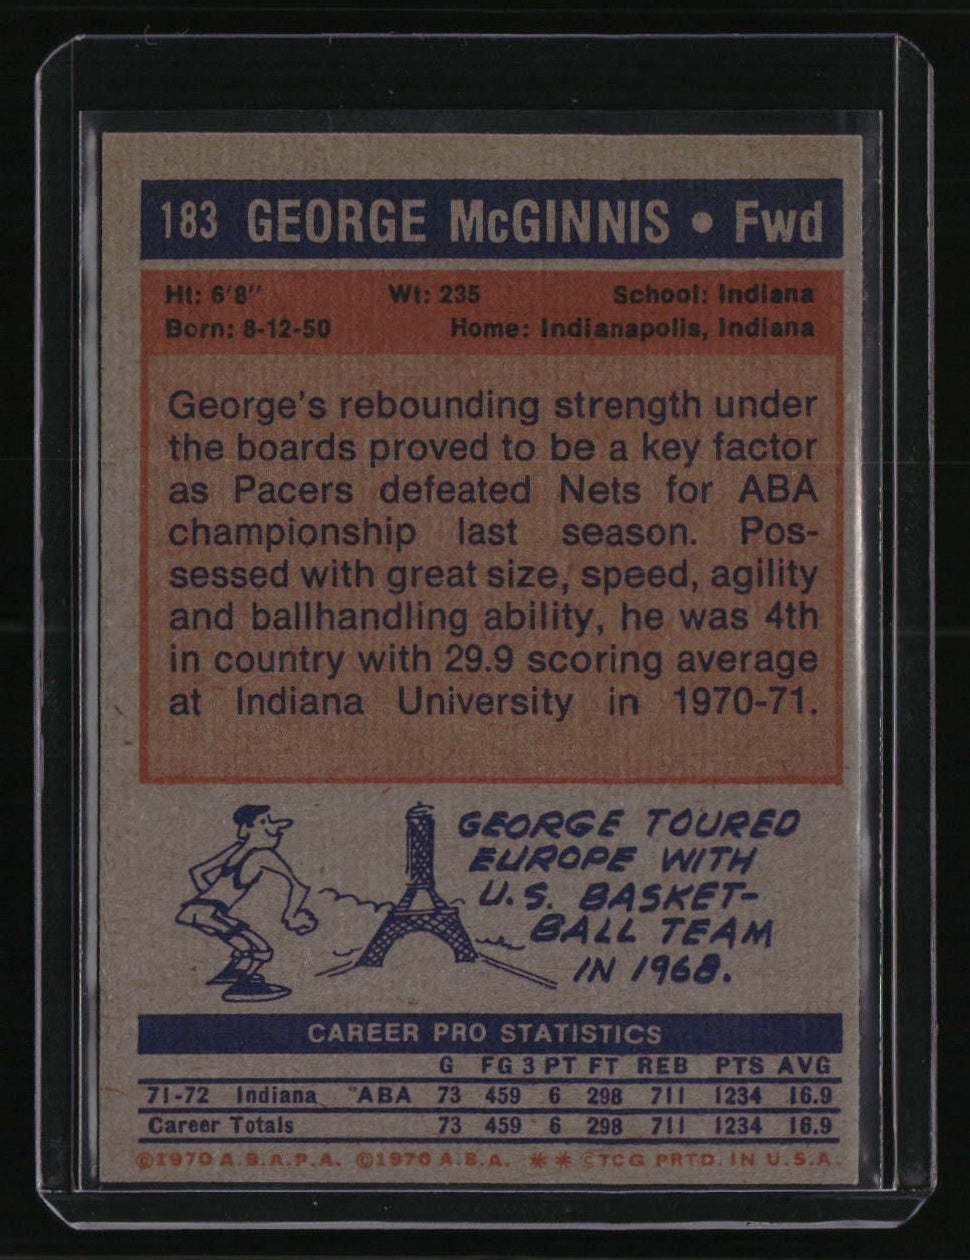 183 GEORGE McGINNIS • Fwd
Ht: 6'8" Wt: 235 School: Indiana
Born: 8-12-50 Home: Indianapolis, Indiana
George's rebounding strength under
the boards proved to be a key factor
as Pacers defeated Nets for ABA
championship last season. Pos-
sessed with great size, speed, agility
and ballhandling ability, he was 4th
in country with 29.9 scoring average
at Indiana University in 1970-71.
GEORGE TOURED
EUROPE WITH
U.S. BASKET-
BALL TEAM
IN 1968.
CAREER PRO STATISTICS
G FG 3 PT FT REB PTS AVG
71-72 Indiana ABA 73 459 6 298 711 1234 16.9
Career Totals 73 459 6 298 711 1234 16.9
©1970 A.B.A.P.A. ©1970 A.B.A. ** ©TCG PRTD. IN U.S.A.